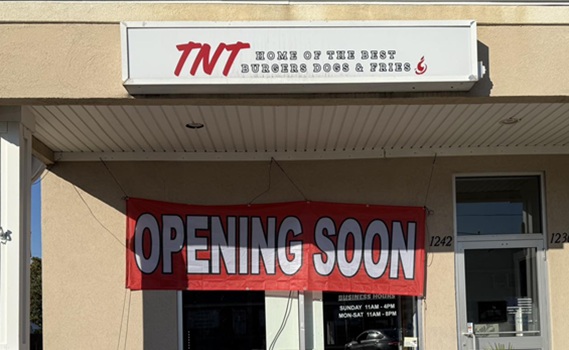 TNT
HOME OF THE BEST
BURGERS DOGS & FRIES
OPENING SOON
1242
BUSINESS HOURS
SUNDAY 11AM - 4PM
MON-SAT 11AM - 8PM